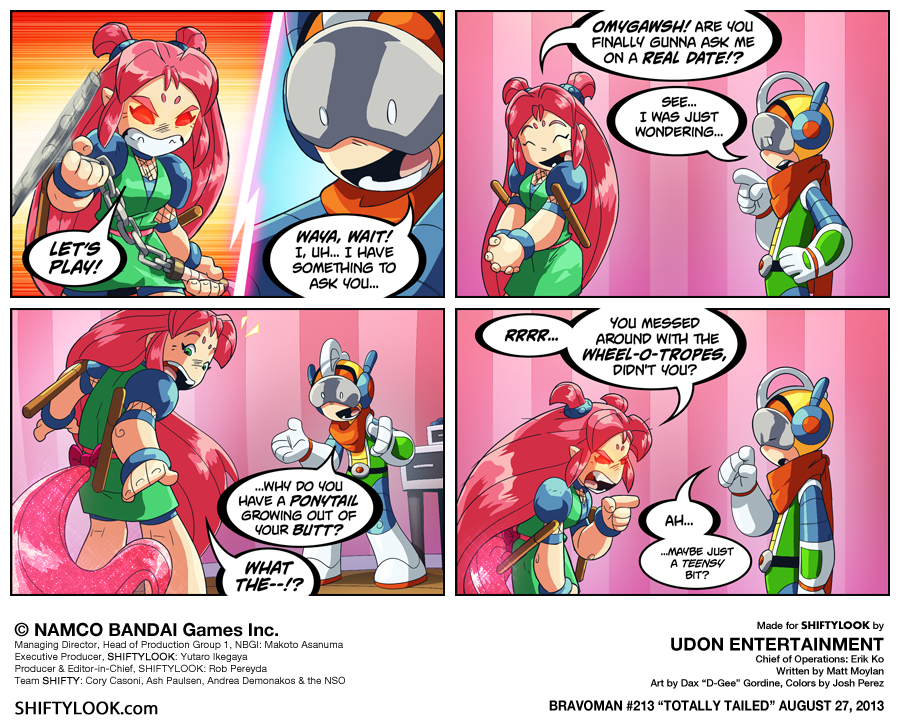 LET'S
PLAY!
WAYA, WAIT!
I, UH... I HAVE
SOMETHING TO
ASK YOU...
OMYGAWSH! ARE YOU
FINALLY GUNNA ASK ME
ON A REAL DATE!?
SEE...
I WAS JUST
WONDERING...
...WHY DO YOU
HAVE A PONYTAIL
GROWING OUT OF
YOUR BUTT?
WHAT
THE--!?
RRRR...
YOU MESSED
AROUND WITH THE
WHEEL-O-TROPES,
DIDN'T YOU?
AH...
...MAYBE JUST
A TEENSY
BIT?
© NAMCO BANDAI Games Inc.
Managing Director, Head of Production Group 1, NBGI: Makoto Asanuma
Executive Producer, SHIFTYLOOK: Yutaro Ikegaya
Producer & Editor-in-Chief, SHIFTYLOOK: Rob Pereyda
Team SHIFTY: Cory Casoni, Ash Paulsen, Andrea Demonakos & the NSO
SHIFTYLOOK.com
Made for SHIFTYLOOK by
UDON ENTERTAINMENT
Chief of Operations: Erik Ko
Written by Matt Moylan
Art by Dax "D-Gee" Gordine, Colors by Josh Perez
BRAVOMAN #213 "TOTALLY TAILED" AUGUST 27, 2013